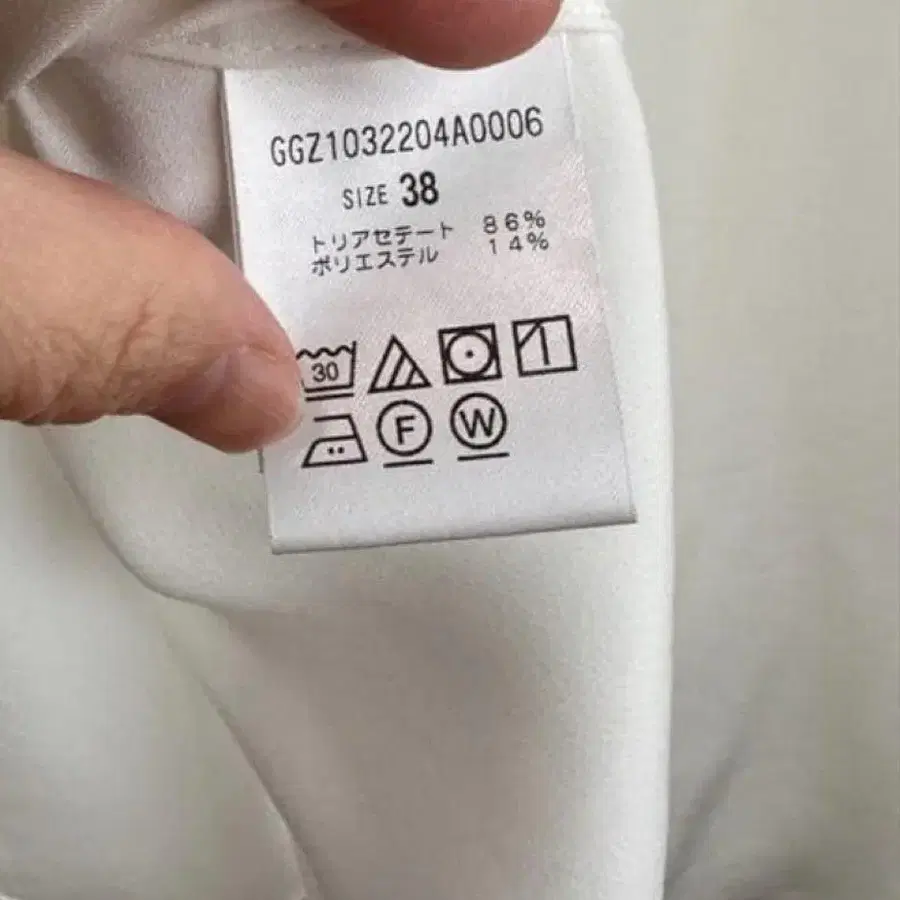 GGZ1032204A0006
SIZE 38
トリアセテート 86%
ポリエステル 14%
30
F W